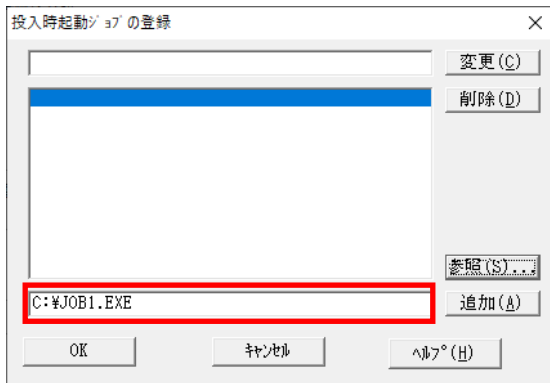 投入時起動ｼﾞｮﾌﾞの登録
変更(C)
削除(D)
参照(S)...
C:¥JOB1.EXE
追加(A)
OK
ｷｬﾝｾﾙ
ﾍﾙﾌﾟ(H)